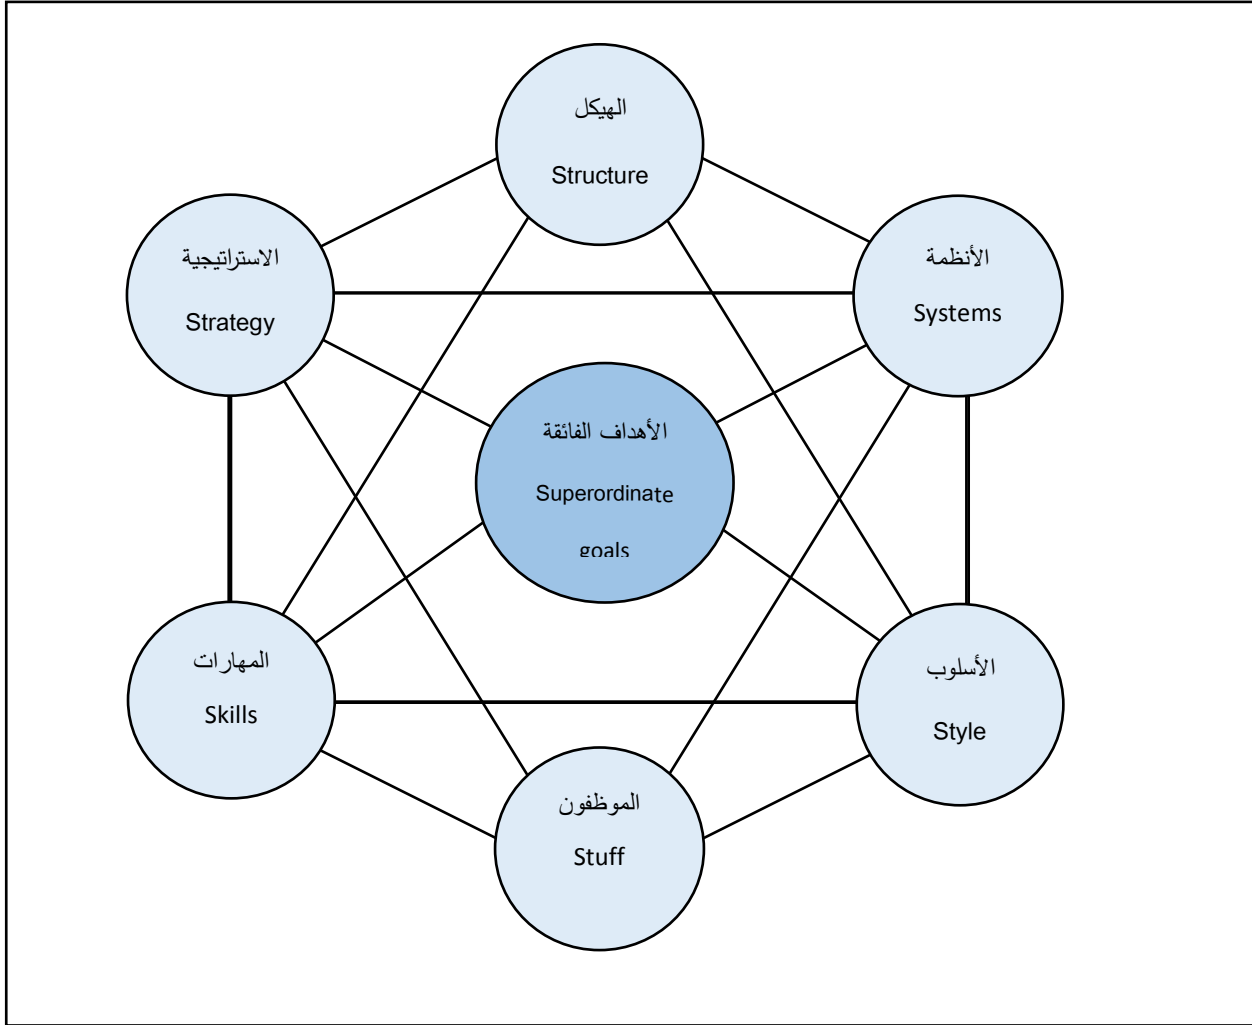 الهيكل
Structure
الاستراتيجية
Strategy
الأنظمة
Systems
الأهداف الفائقة
Superordinate
goals
المهارات
Skills
الأسلوب
Style
الموظفون
Stuff